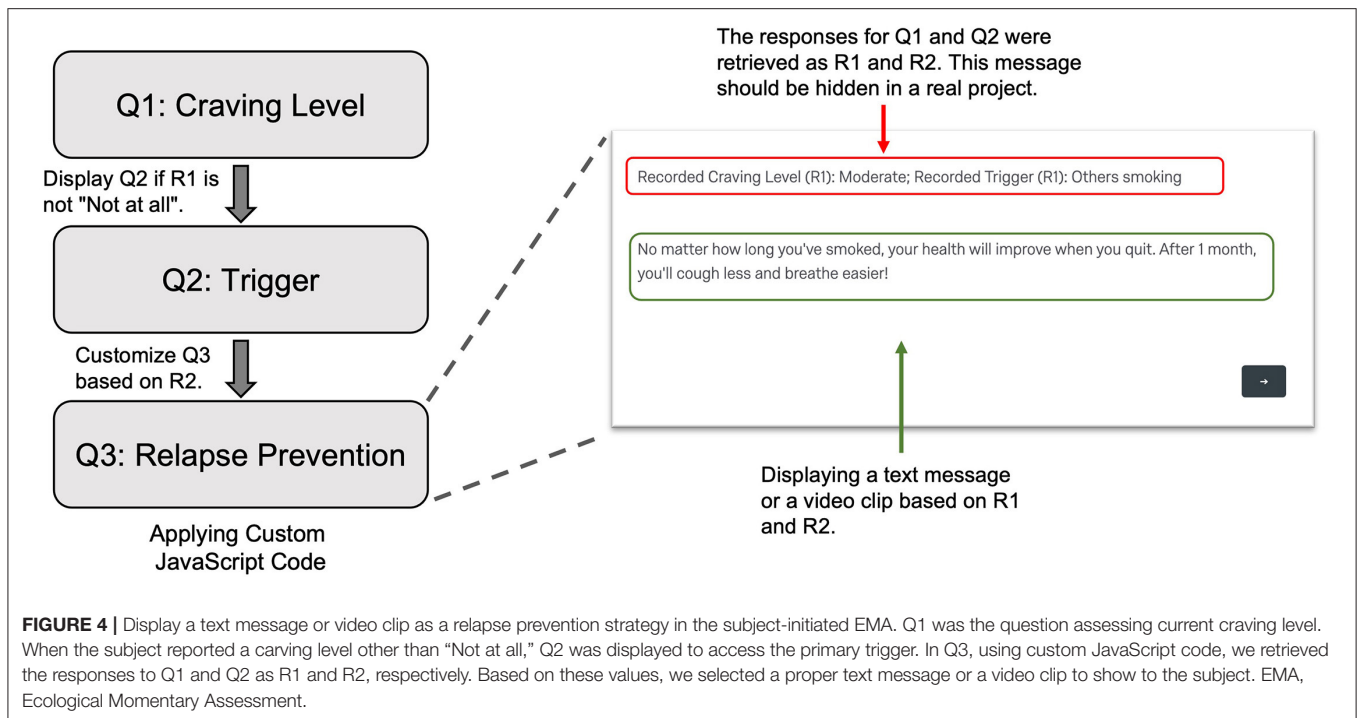 Q1: Craving Level
Display Q2 if R1 is
not "Not at all".
Q2: Trigger
Customize Q3
based on R2.
Q3: Relapse Prevention
Applying Custom
JavaScript Code
The responses for Q1 and Q2 were
retrieved as R1 and R2. This message
should be hidden in a real project.
Recorded Craving Level (R1): Moderate; Recorded Trigger (R1): Others smoking
No matter how long you've smoked, your health will improve when you quit. After 1 month,
you'll cough less and breathe easier!
→
Displaying a text message
or a video clip based on R1
and R2.
FIGURE 4 | Display a text message or video clip as a relapse prevention strategy in the subject-initiated EMA. Q1 was the question assessing current craving level.
When the subject reported a carving level other than “Not at all,” Q2 was displayed to access the primary trigger. In Q3, using custom JavaScript code, we retrieved
the responses to Q1 and Q2 as R1 and R2, respectively. Based on these values, we selected a proper text message or a video clip to show to the subject. EMA,
Ecological Momentary Assessment.